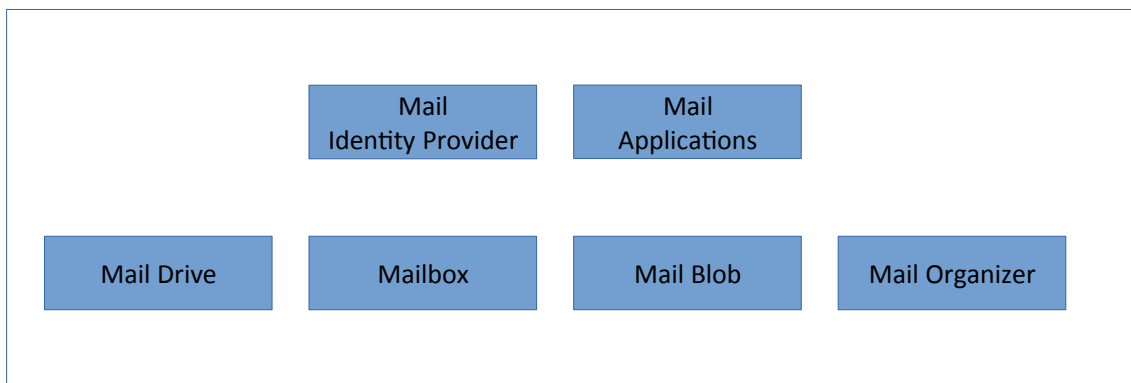 Mail
Identity Provider
Mail
Applications
Mail Drive
Mailbox
Mail Blob
Mail Organizer